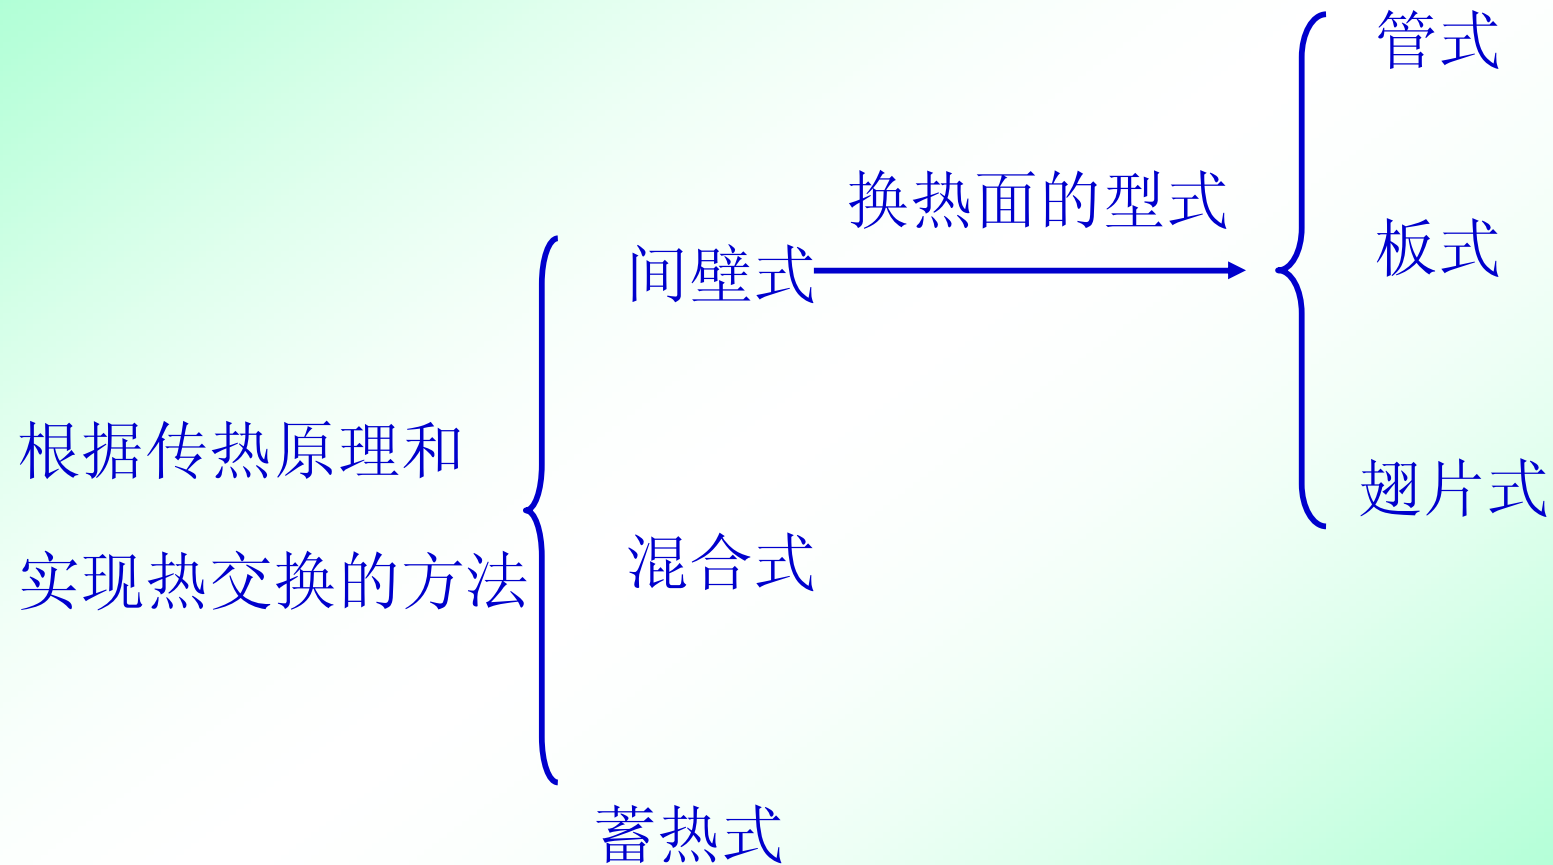 根据传热原理和
实现热交换的方法
间壁式
混合式
蓄热式
换热面的型式
管式
板式
翅片式